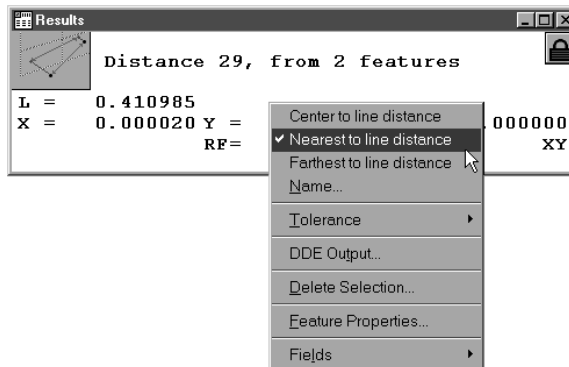 Results
Distance 29, from 2 features
L = 0.410985
X = 0.000020 Y = .000000
RF= XY
Center to line distance
Nearest to line distance
Farthest to line distance
Name...
Tolerance
DDE Output...
Delete Selection...
Feature Properties...
Fields